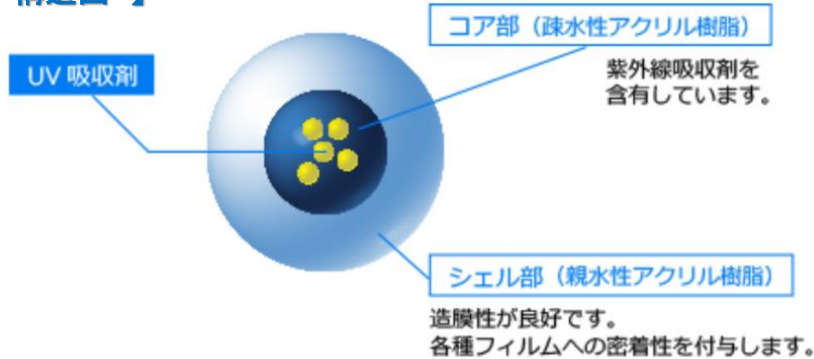 コア部（疎水性アクリル樹脂）
UV 吸収剤
紫外線吸収剤を
含有しています。
シェル部（親水性アクリル樹脂）
造膜性が良好です。
各種フィルムへの密着性を付与します。